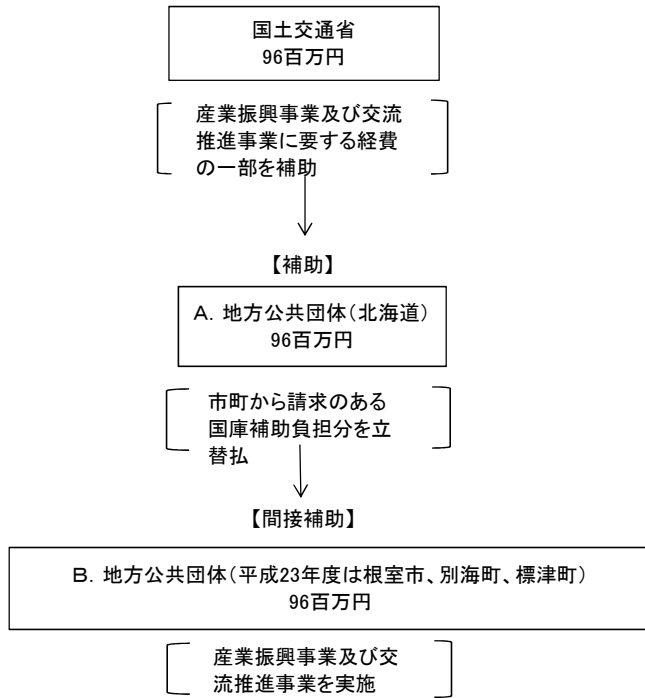 国土交通省
96百万円
産業振興事業及び交流
推進事業に要する経費
の一部を補助
【補助】
A．地方公共団体（北海道）
96百万円
市町から請求のある
国庫補助負担分を立
替払
【間接補助】
B．地方公共団体（平成23年度は根室市、別海町、標津町）
96百万円
産業振興事業及び交
流推進事業を実施